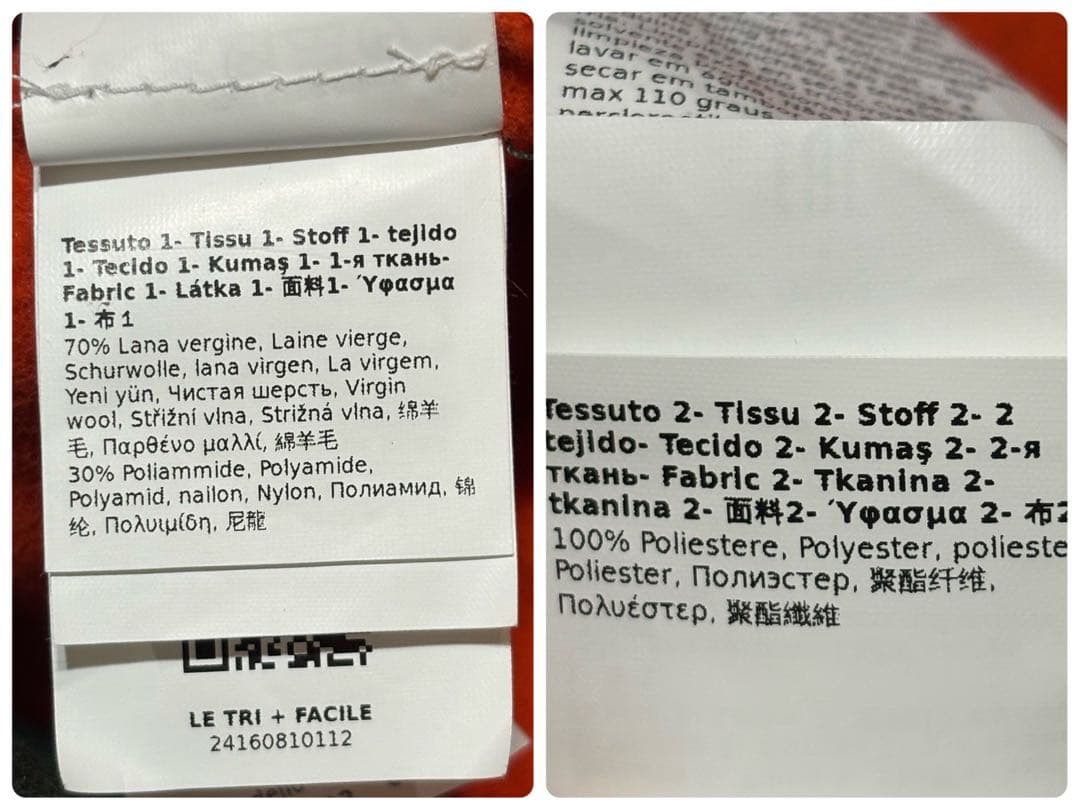 Tessuto 1- Tissu 1- Stoff 1- tejido
1- Tecido 1- Kumaş 1- 1-я ткань-
Fabric 1- Látka 1- 面料1- Ύφασμα
1- 布1
70% Lana vergine, Laine vierge,
Schurwolle, lana virgen, La virgem,
Yeni yün, Чистая шерсть, Virgin
wool, Střižní vlna, Strižná vlna, 绵羊
毛, Παρθένο μαλλί, 綿羊毛
30% Poliammide, Polyamide,
Polyamid, nailon, Nylon, Полиамид, 锦
纶, Πολυιμίδη, 尼龍
LE TRI + FACILE
24160810112
limpieza
lavar em
secar em
max 110 graus
Tessuto 2- Tissu 2- Stoff 2- 2
tejido- Tecido 2- Kumaş 2- 2-я
ткань- Fabric 2- Tkanina 2-
tkanina 2- 面料2- Ύφασμα 2- 布2
100% Poliestere, Polyester, polieste
Poliester, Полиэстер, 聚酯纤维,
Πολυέστερ, 聚酯纖維